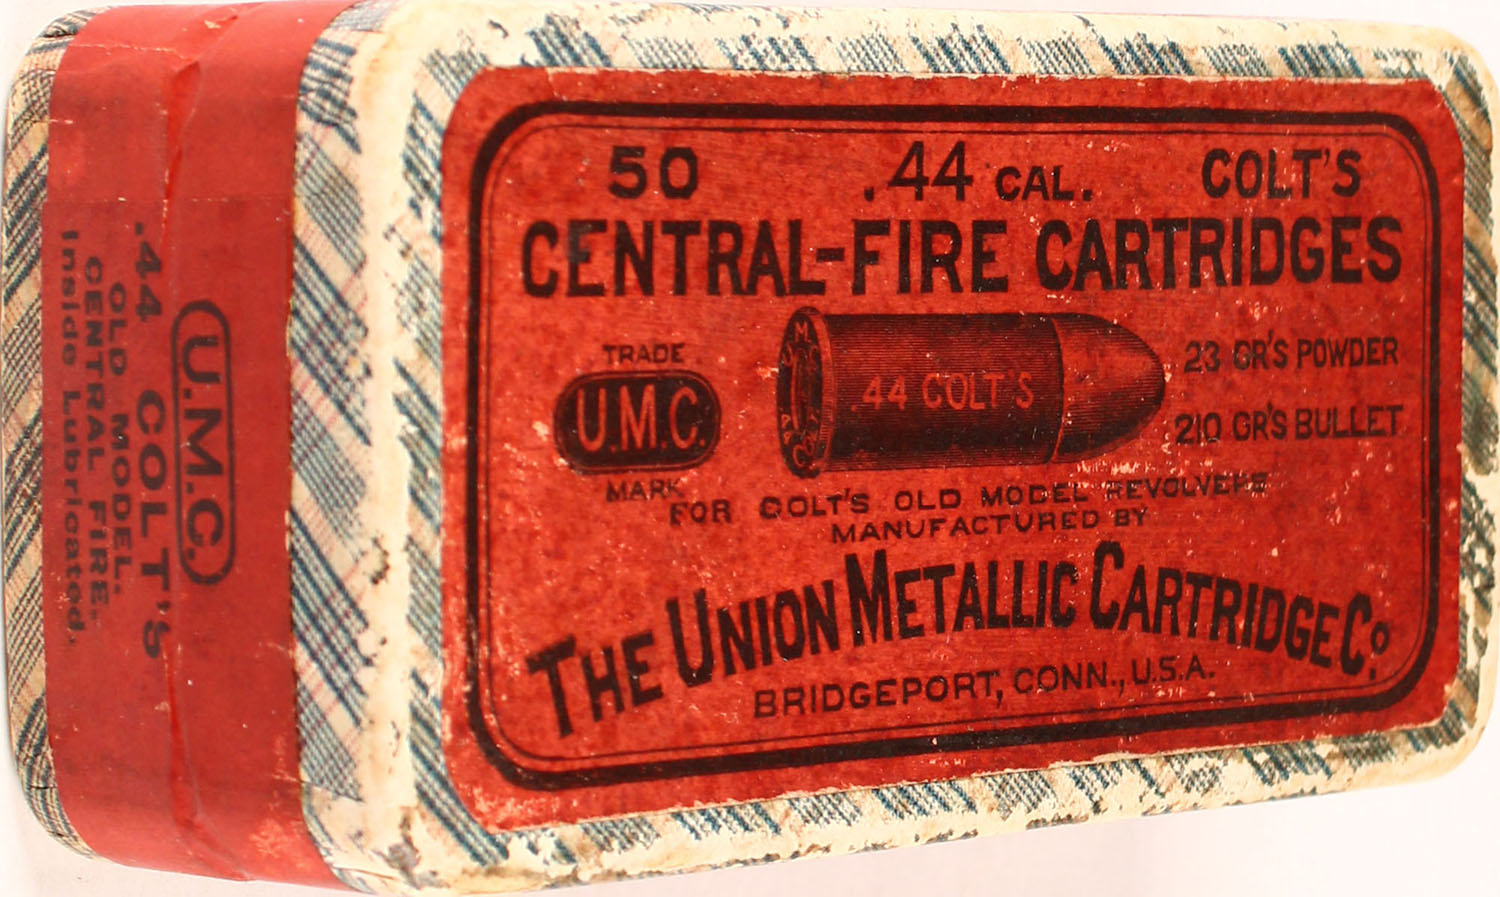 50 .44 CAL. COLT'S
CENTRAL-FIRE CARTRIDGES
TRADE
U.M.C.
MARK
.44 COLT'S
23 GR'S POWDER
210 GR'S BULLET
FOR COLT'S OLD MODEL REVOLVERS
MANUFACTURED BY
THE UNION METALLIC CARTRIDGE Co.
BRIDGEPORT, CONN., U.S.A.
U.M.C.
.44 COLT'S
OLD MODEL.
CENTRAL FIRE.
Inside Lubricated.